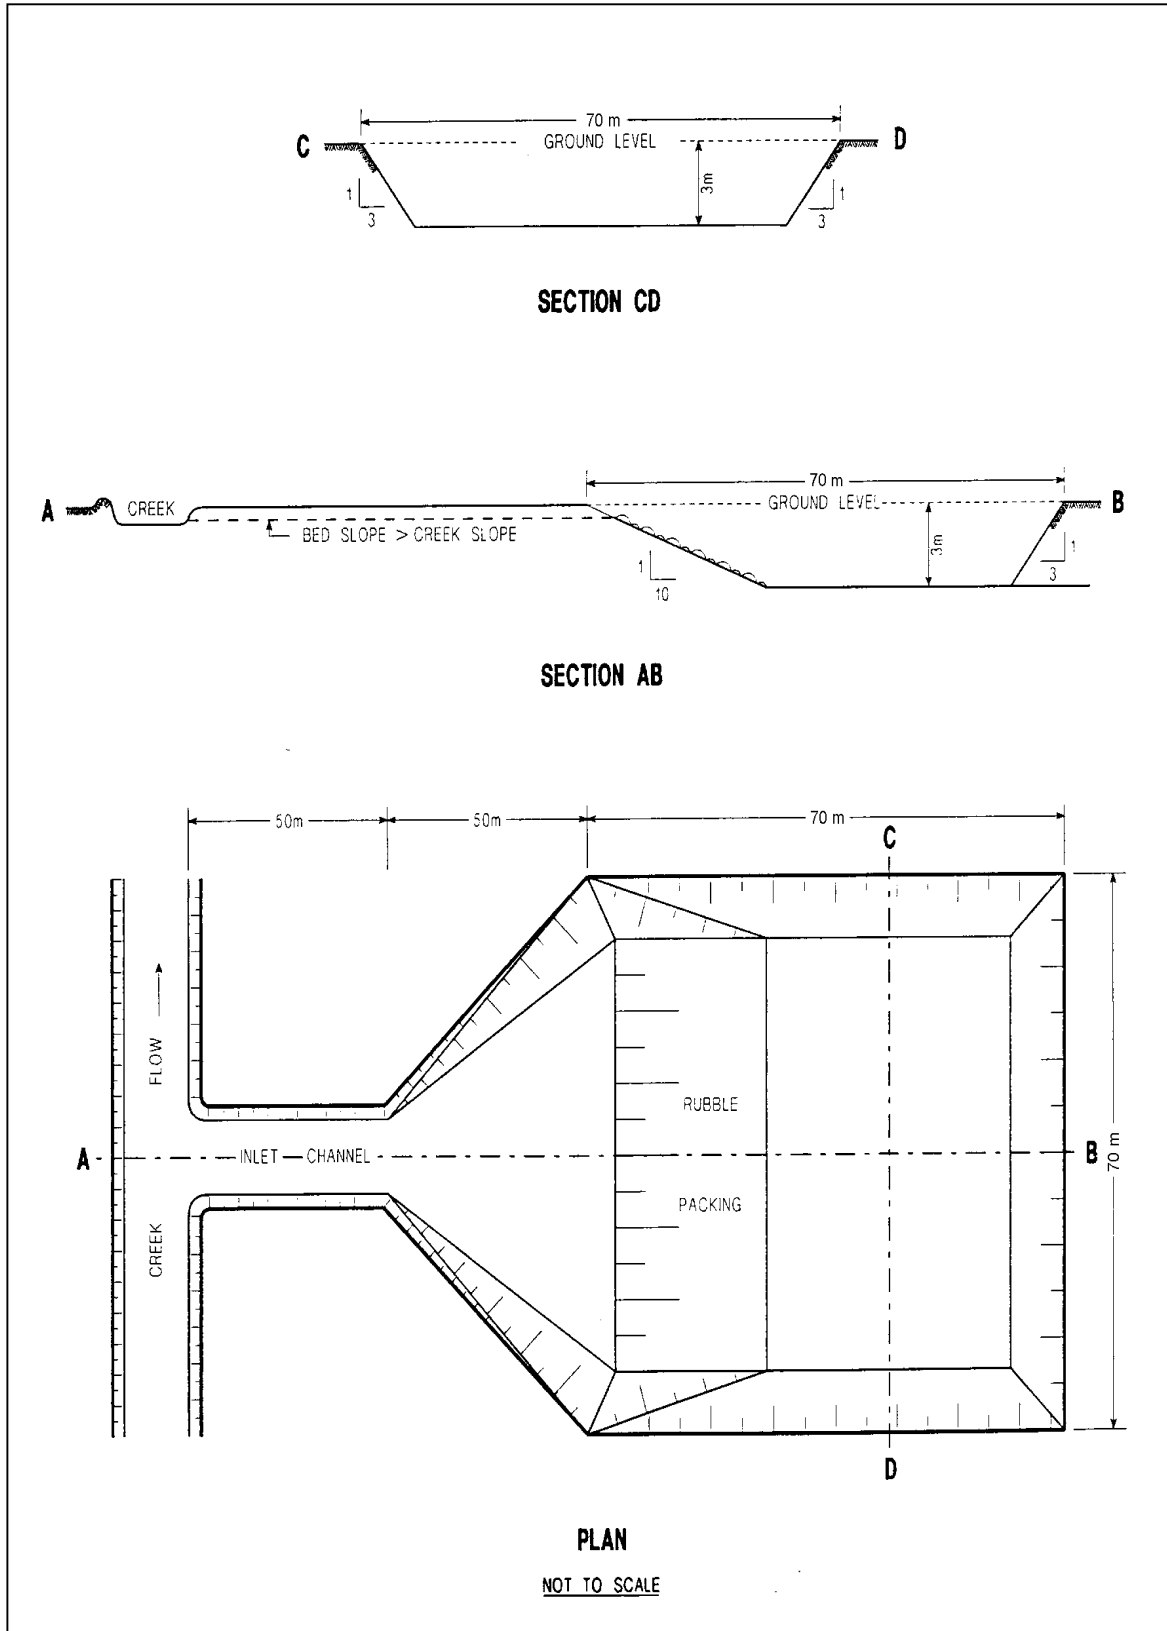 70 m
C
GROUND LEVEL
D
3m
1
3
1
3
SECTION CD
70 m
A
CREEK
GROUND LEVEL
B
BED SLOPE > CREEK SLOPE
3m
1
10
1
3
SECTION AB
50m
50m
70 m
C
FLOW
RUBBLE
A
INLET CHANNEL
B
70 m
PACKING
CREEK
D
PLAN
NOT TO SCALE